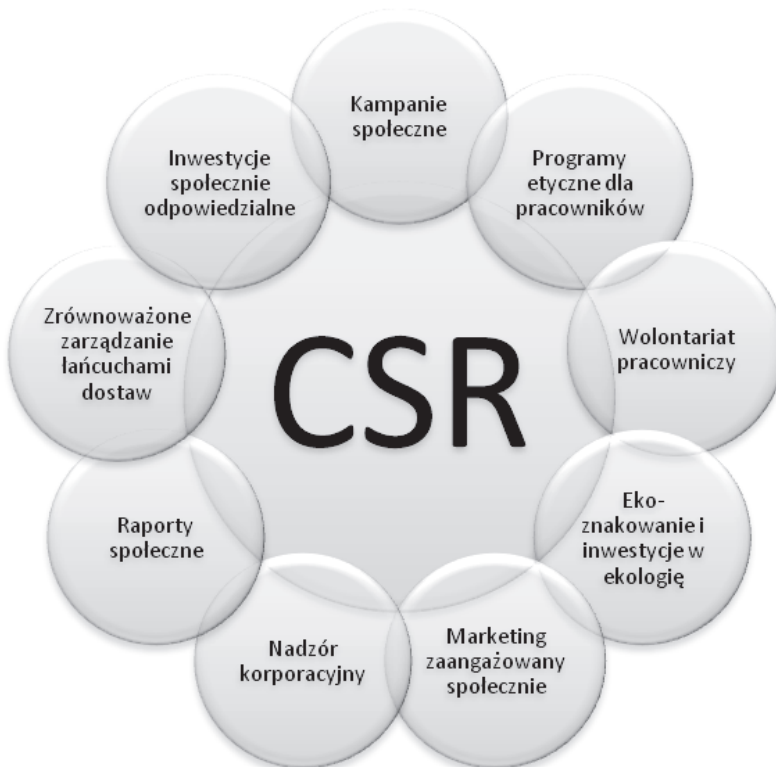 Kampanie
społeczne
Programy
etyczne dla
pracowników
Wolontariat
pracowniczy
Eko-
znakowanie i
inwestycje w
ekologię
Marketing
zaangażowany
społecznie
Nadzór
korporacyjny
Raporty
społeczne
Zrównoważone
zarządzanie
łańcuchami
dostaw
Inwestycje
społecznie
odpowiedzialne
CSR